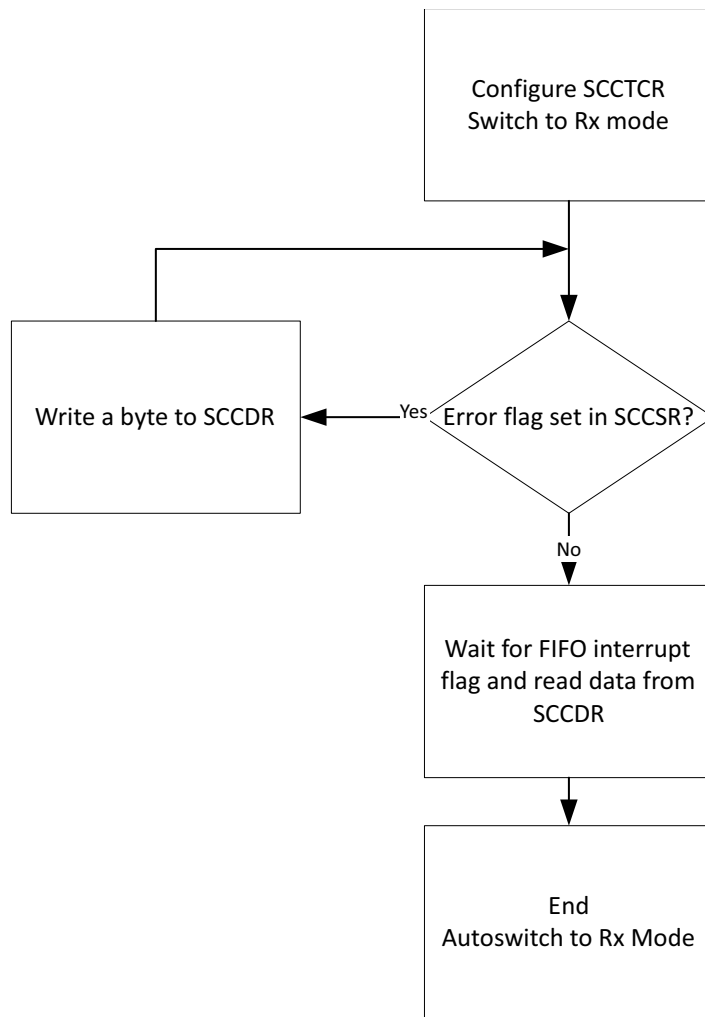 Configure SCCTCR
Switch to Rx mode
Write a byte to SCCDR
Yes
Error flag set in SCCSR?
No
Wait for FIFO interrupt
flag and read data from
SCCDR
End
Autoswitch to Rx Mode